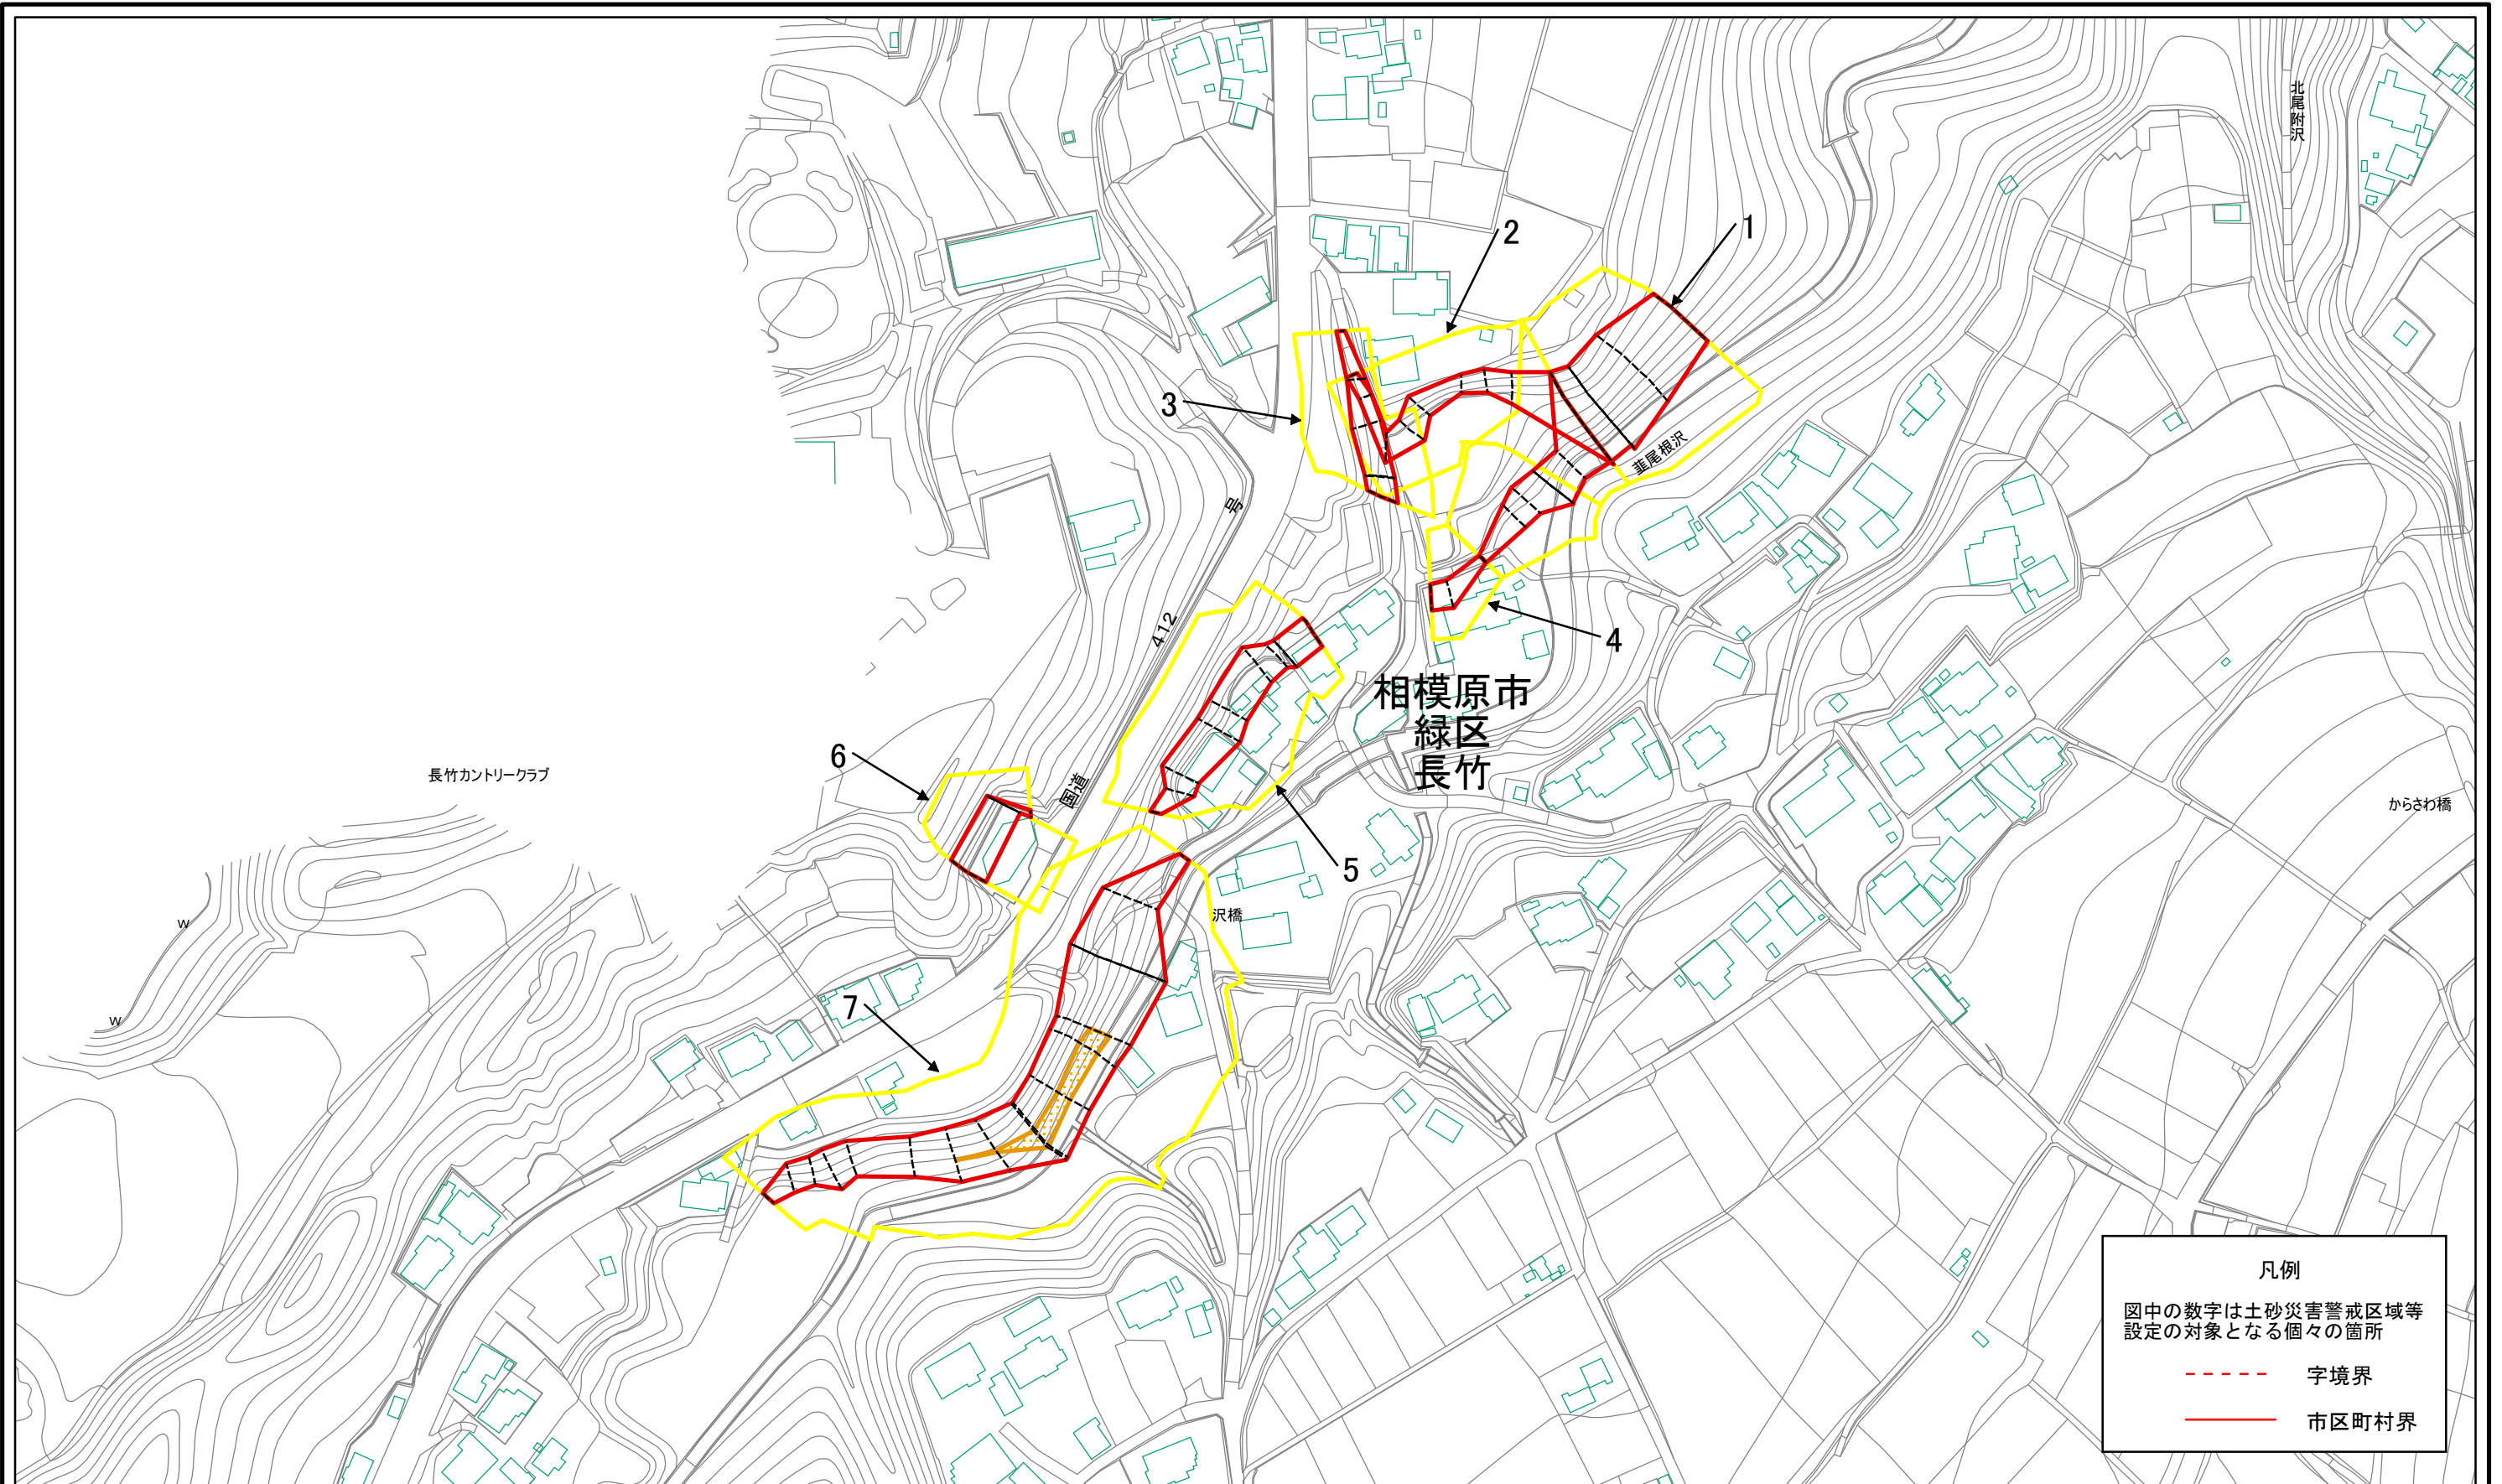 北尾附沢
1
2
3
韮尾根沢
号
412
国道
4
相模原市
緑区
長竹
6
長竹カントリークラブ
からさわ橋
5
沢橋
w
w
7
凡例
図中の数字は土砂災害警戒区域等
設定の対象となる個々の箇所
字境界
市区町村界